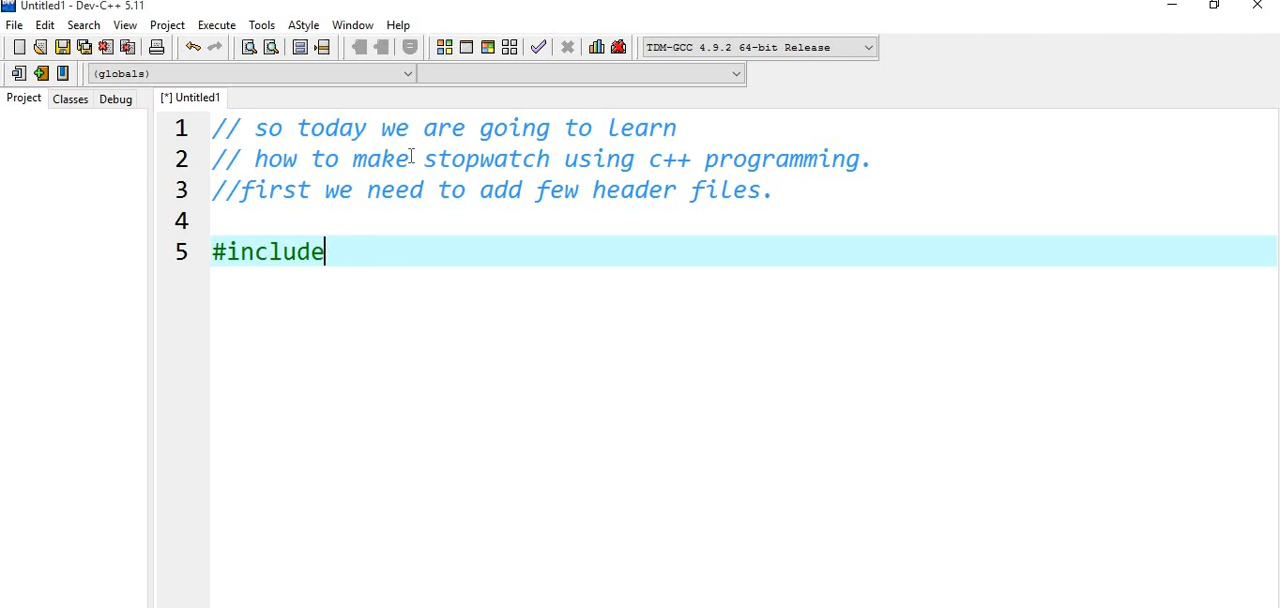 Untitled1 - Dev-C++ 5.11
File Edit Search View Project Execute Tools AStyle Window Help
TDM-GCC 4.9.2 64-bit Release
(globals)
Project Classes Debug [*] Untitled1
1 // so today we are going to learn
2 // how to make stopwatch using c++ programming.
3 //first we need to add few header files.
4
5 #include